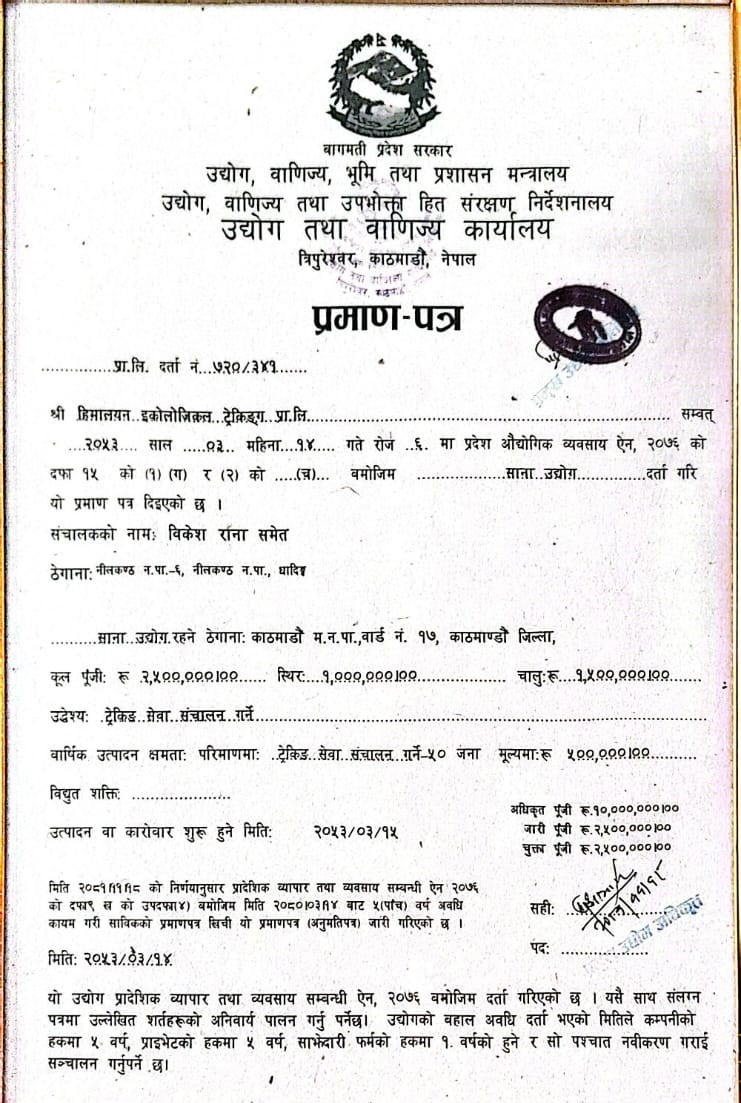 बागमती प्रदेश सरकार
उद्योग, वाणिज्य, भूमि तथा प्रशासन मन्त्रालय
उद्योग, वाणिज्य तथा उपभोक्ता हित संरक्षण निर्देशनालय
उद्योग तथा वाणिज्य कार्यालय
त्रिपुरेश्वर, काठमाडौं, नेपाल
प्रमाण-पत्र
.................प्रा.लि. दर्ता नं...७२०/३४१.......
श्री हिमालयन इकोलोजिकल ट्रेकिङ्ग प्रा.लि........................ सम्वत्
....२०५३.... साल .....०३.. महिना...१४.... गते रोज ..६. मा प्रदेश औद्योगिक व्यवसाय ऐन, २०७६ को
दफा १५ को (१) (ग) र (२) को .....(च).. वमोजिम ................साना उद्योग.............दर्ता गरि
यो प्रमाण पत्र दिइएको छ ।
संचालकको नामः विकेश राना समेत
ठेगानाः नीलकण्ठ न.पा.-६, नीलकण्ठ न.पा., धादिङ
.........साना उद्योग रहने ठेगानाः काठमाडौं म.न.पा.,वार्ड नं. १७, काठमाण्डौ जिल्ला,
कूल पूंजीः रू २,५००,०००।००...... स्थिरः....१,०००,०००।००................. चालुःरू....१,५००,०००।००.......
उद्देश्यः ट्रेकिङ सेवा संचालन गर्ने........................
वार्षिक उत्पादन क्षमताः परिमाणमाः ..ट्रेकिङ सेवा संचालन गर्ने-५० जना मूल्यमाःरू ५००,०००।००..........
विद्युत शक्तिः ....................
अधिकृत पूंजी रू.१०,०००,०००।००
उत्पादन वा कारोवार शुरू हुने मितिः २०५३/०३/१५ जारी पूंजी रू.२,५००,०००।००
चुक्ता पूंजी रू.२,५००,०००।००
मिति २०८१।११।१८ को निर्णयानुसार प्रादेशिक व्यापार तथा व्यवसाय सम्बन्धी ऐन २०७६
को दफा९ ख को उपदफा(४) वमोजिम मिति २०८०।०३।१४ बाट ५(पाँच) वर्ष अवधि
कायम गरी साविकको प्रमाणपत्र खिची यो प्रमाणपत्र (अनुमतिपत्र) जारी गरिएको छ ।
सहीः ....................
पदः ....................
मितिः २०५३/०३/१४
यो उद्योग प्रादेशिक व्यापार तथा व्यवसाय सम्बन्धी ऐन, २०७६ वमोजिम दर्ता गरिएको छ । यसै साथ संलग्न
पत्रमा उल्लेखित शर्तहरूको अनिवार्य पालन गर्नु पर्नेछ। उद्योगको बहाल अवधि दर्ता भएको मितिले कम्पनीको
हकमा ५ वर्ष, प्राइभेटको हकमा ५ वर्ष, साझेदारी फर्मको हकमा १. वर्षको हुने र सो पश्चात नवीकरण गराई
सञ्चालन गर्नुपर्ने छ।